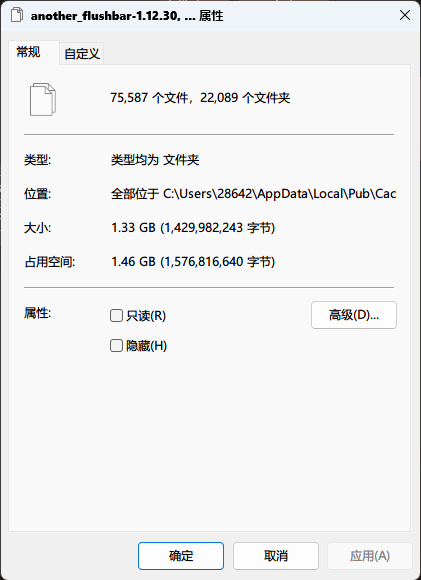 another_flushbar-1.12.30, ... 属性
常规
自定义
75,587 个文件，22,089 个文件夹
类型: 类型均为 文件夹
位置: 全部位于 C:\Users\28642\AppData\Local\Pub\Cac
大小: 1.33 GB (1,429,982,243 字节)
占用空间: 1.46 GB (1,576,816,640 字节)
属性: 只读(R) 高级(D)...
隐藏(H)
确定 取消 应用(A)